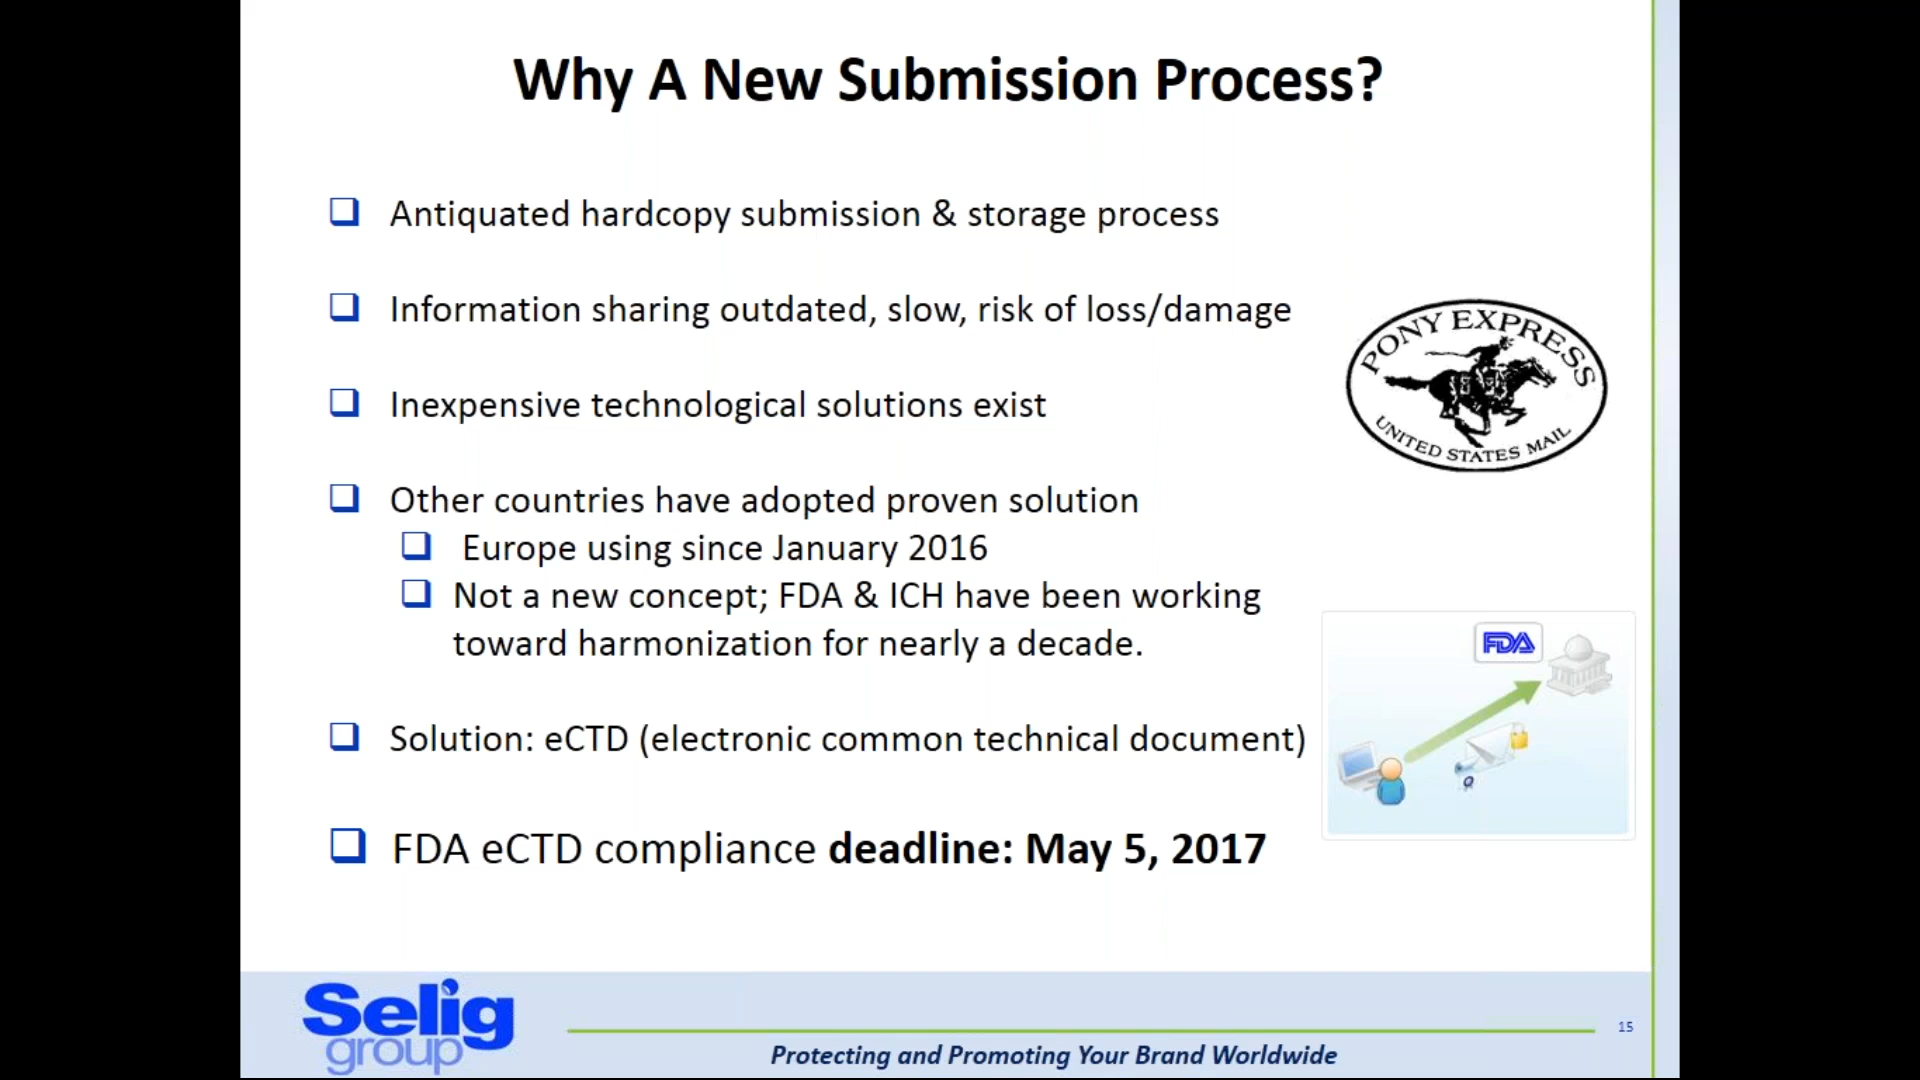 Why A New Submission Process?
Antiquated hardcopy submission & storage process
Information sharing outdated, slow, risk of loss/damage
Inexpensive technological solutions exist
Other countries have adopted proven solution
Europe using since January 2016
Not a new concept; FDA & ICH have been working
toward harmonization for nearly a decade.
Solution: eCTD (electronic common technical document)
FDA eCTD compliance deadline: May 5, 2017
PONY EXPRESS
UNITED STATES MAIL
FDA
Selig
group
Protecting and Promoting Your Brand Worldwide
15